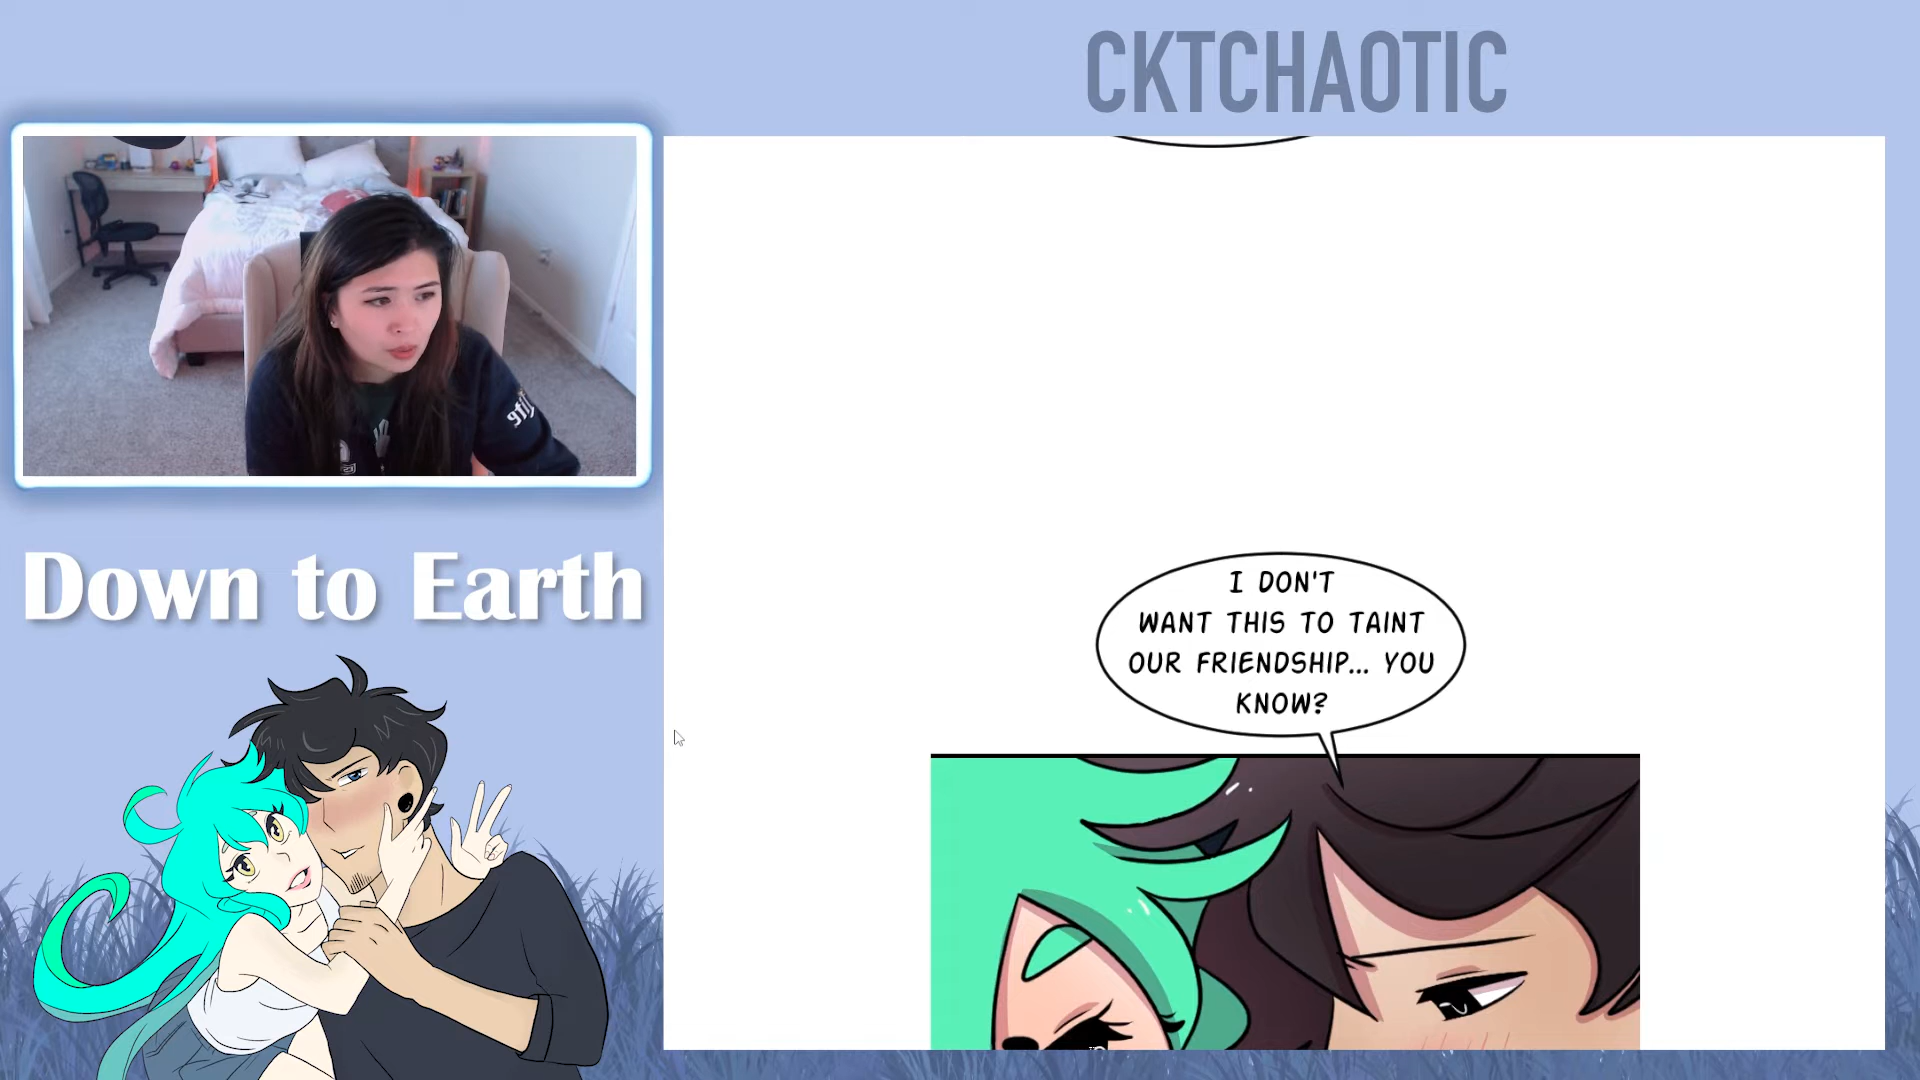 CKTCHAOTIC
Down to Earth
I DON'T
WANT THIS TO TAINT
OUR FRIENDSHIP... YOU
KNOW?